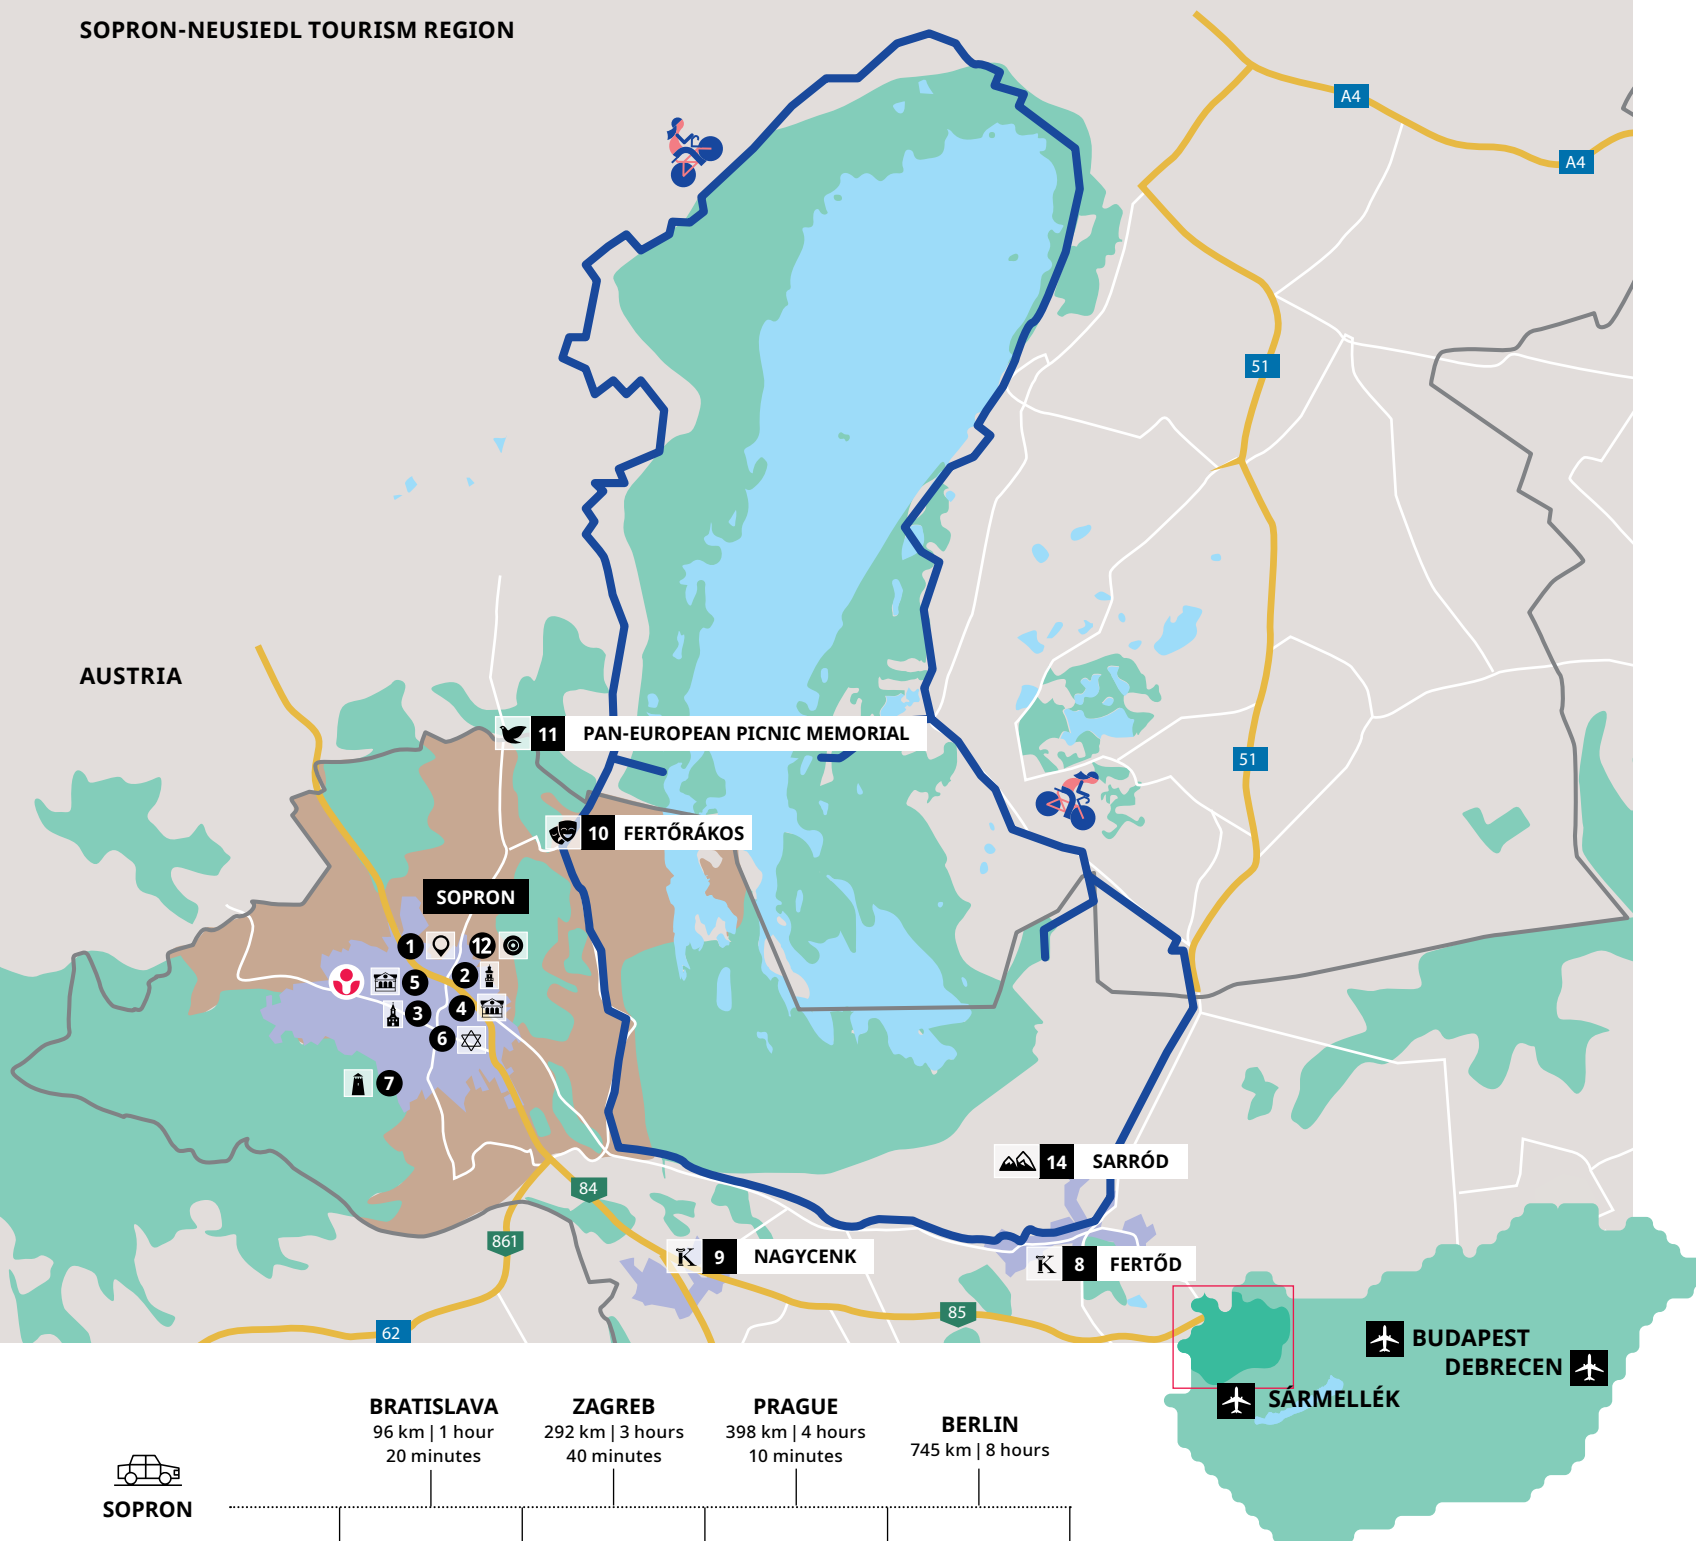 SOPRON-NEUSIEDL TOURISM REGION
A4
A4
51
AUSTRIA
11 PAN-EUROPEAN PICNIC MEMORIAL
51
10 FERTŐRÁKOS
SOPRON
1
12
5
2
3
4
6
7
14 SARRÓD
84
861
9 NAGYCENK
8 FERTŐD
85
62
BUDAPEST
DEBRECEN
SÁRMELLÉK
BRATISLAVA
96 km | 1 hour
20 minutes
ZAGREB
292 km | 3 hours
40 minutes
PRAGUE
398 km | 4 hours
10 minutes
BERLIN
745 km | 8 hours
SOPRON